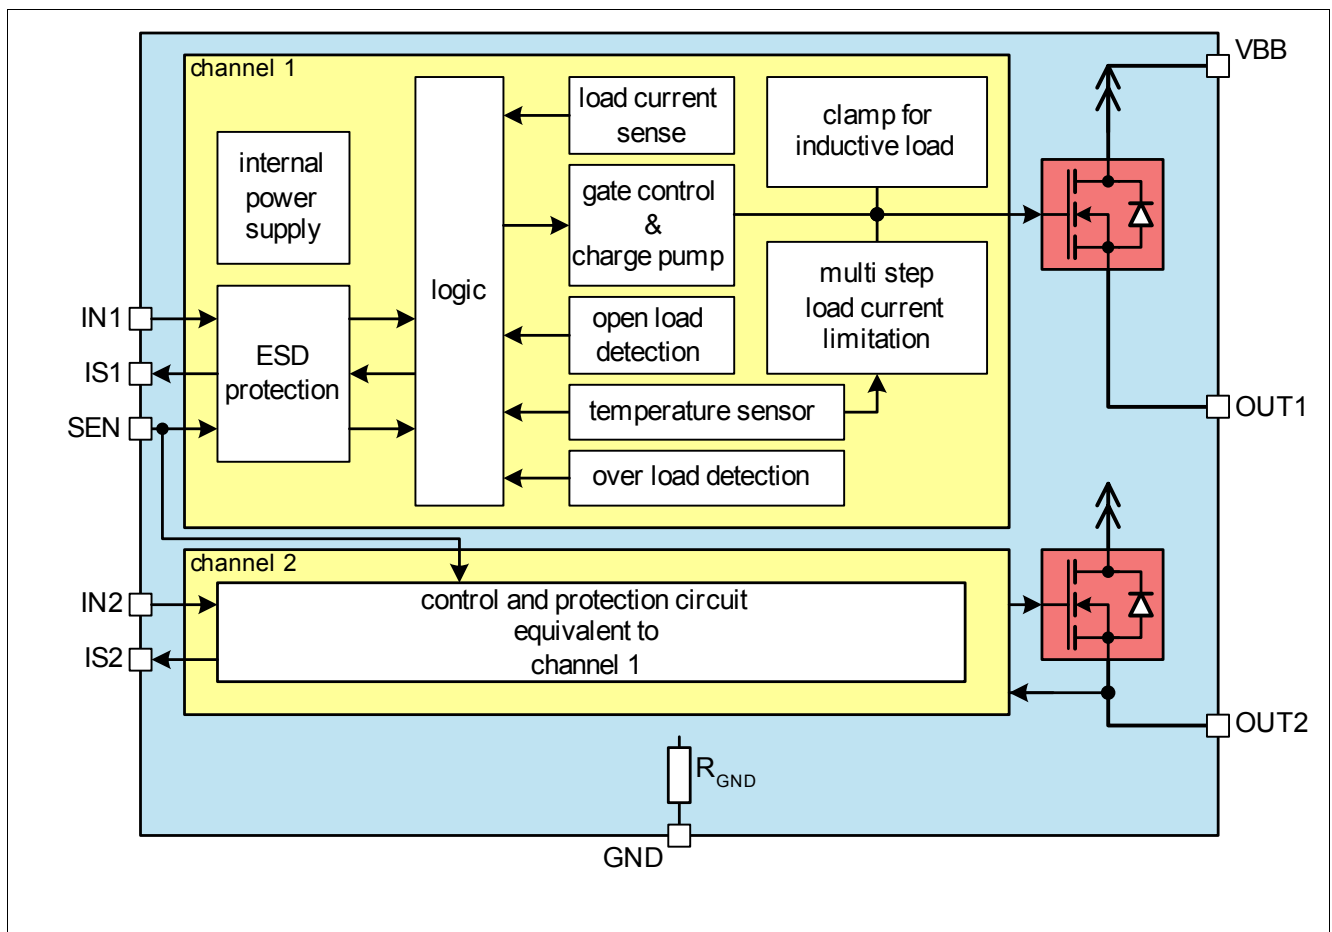 VBB
channel 1
load current
sense
clamp for
inductive load
internal
power
supply
gate control
&
charge pump
logic
multi step
load current
limitation
IN1
open load
detection
ESD
protection
IS1
temperature sensor
OUT1
SEN
over load detection
channel 2
IN2
control and protection circuit
equivalent to
channel 1
IS2
OUT2
RGND
GND